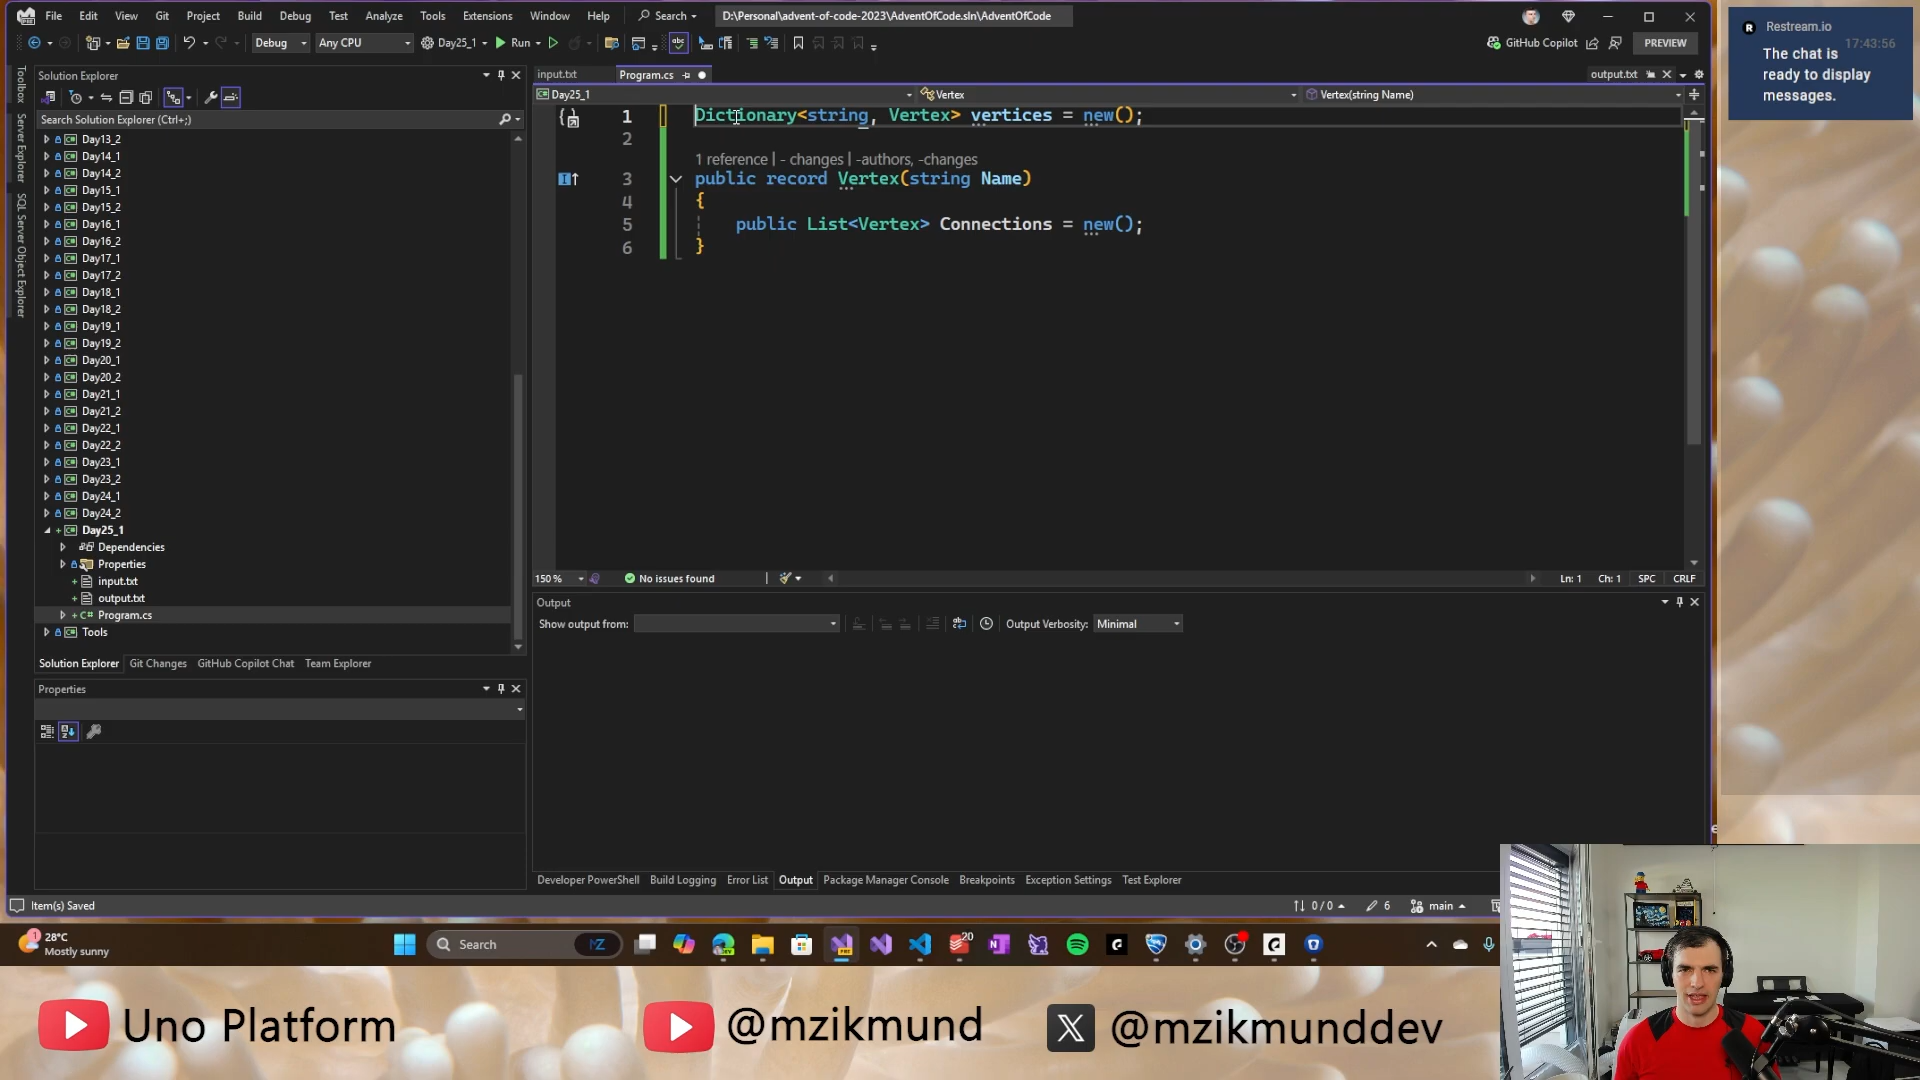 File Edit View Git Project Build Debug Test Analyze Tools Extensions Window Help Search D:\Personal\advent-of-code-2023\AdventOfCode.sln\AdventOfCode
Debug Any CPU Day25_1 Run GitHub Copilot PREVIEW
Restream.io
17:43:56
The chat is
ready to display
messages.
Toolbox
Server Explorer
SQL Server Object Explorer
Solution Explorer
Search Solution Explorer (Ctrl+;)
Day13_2
Day14_1
Day14_2
Day15_1
Day15_2
Day16_1
Day16_2
Day17_1
Day17_2
Day18_1
Day18_2
Day19_1
Day19_2
Day20_1
Day20_2
Day21_1
Day21_2
Day22_1
Day22_2
Day23_1
Day23_2
Day24_1
Day24_2
Day25_1
Dependencies
Properties
input.txt
output.txt
C# Program.cs
Tools
Solution Explorer Git Changes GitHub Copilot Chat Team Explorer
Properties
input.txt Program.cs output.txt
Day25_1 Vertex Vertex(string Name)
1 Dictionary<string, Vertex> vertices = new();
2
1 reference | - changes | -authors, -changes
3 public record Vertex(string Name)
4 {
5 public List<Vertex> Connections = new();
6 }
150 % No issues found Ln: 1 Ch: 1 SPC CRLF
Output
Show output from: Output Verbosity: Minimal
Developer PowerShell Build Logging Error List Output Package Manager Console Breakpoints Exception Settings Test Explorer
Item(s) Saved 0 / 0 6 main
28°C
Mostly sunny
Search
20
Uno Platform @mzikmund @mzikmunddev